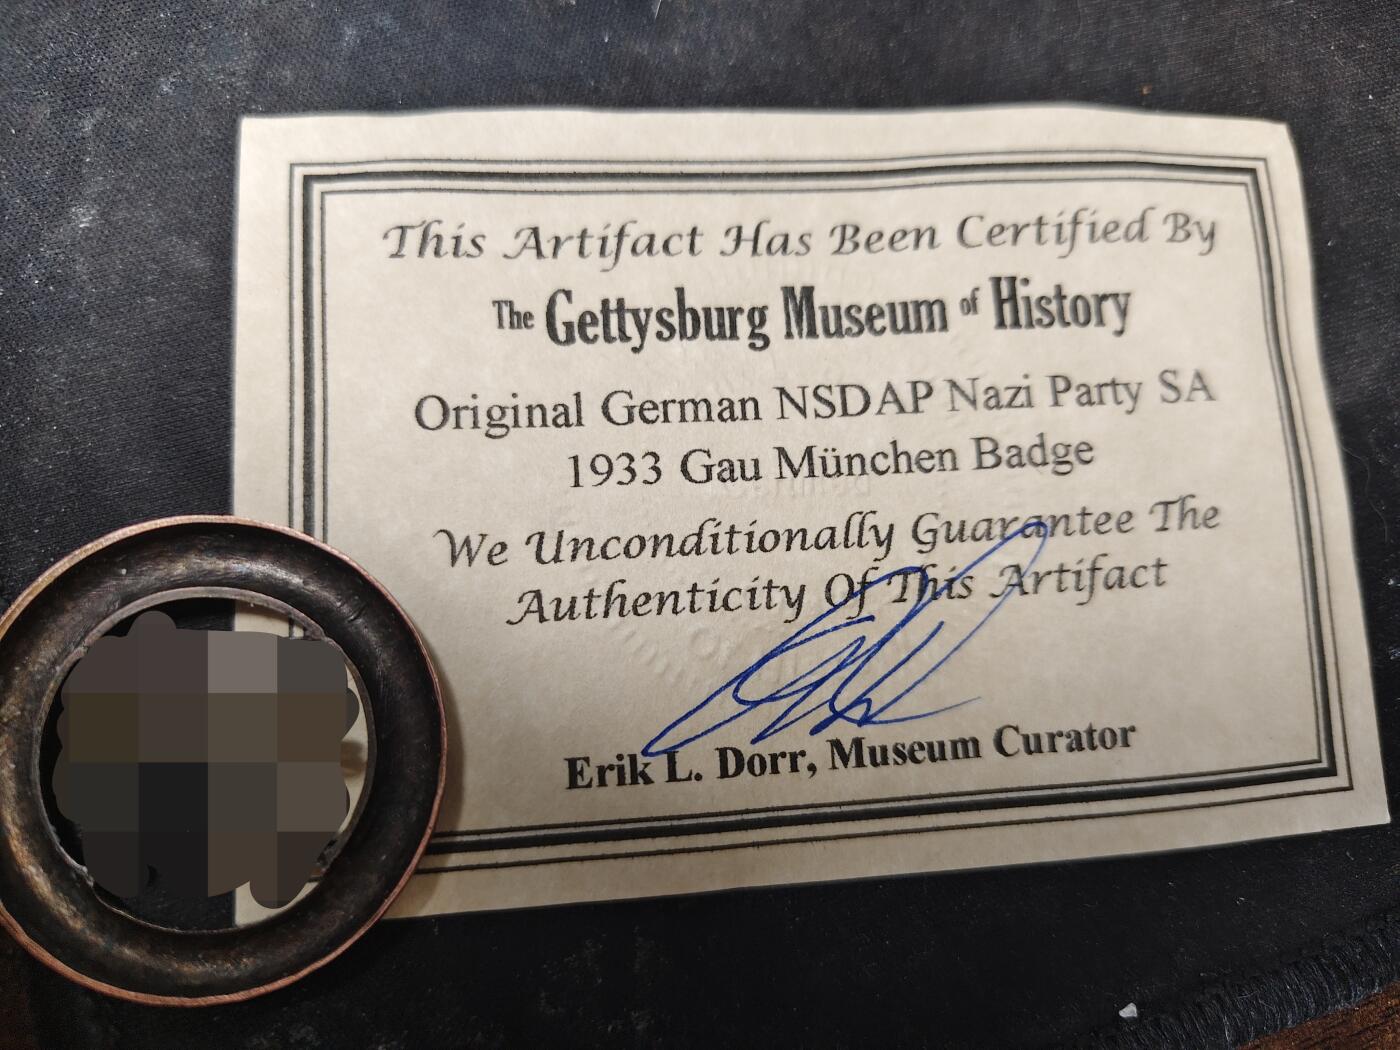 This Artifact Has Been Certified By
The Gettysburg Museum of History
Original German NSDAP Nazi Party SA
1933 Gau München Badge
We Unconditionally Guarantee The
Authenticity Of This Artifact
Erik L. Dorr, Museum Curator